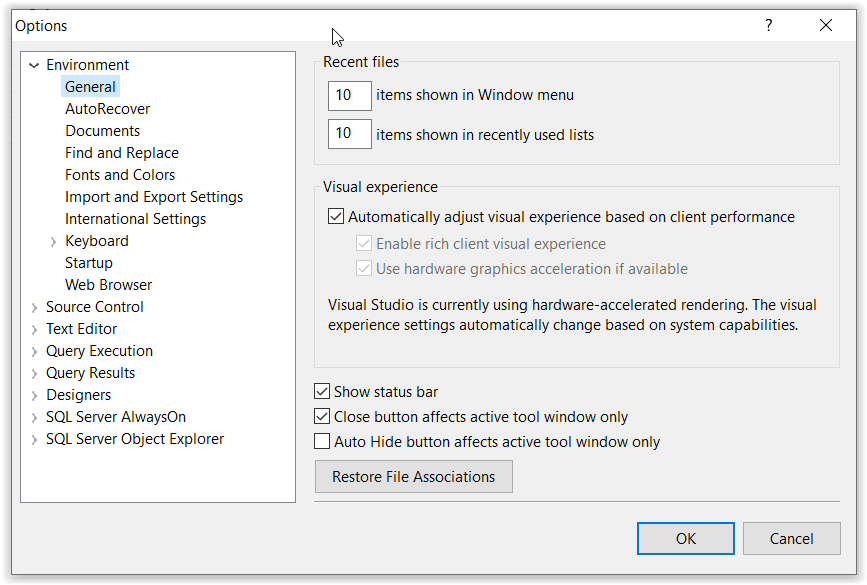 Options
?
Environment
General
AutoRecover
Documents
Find and Replace
Fonts and Colors
Import and Export Settings
International Settings
Keyboard
Startup
Web Browser
Source Control
Text Editor
Query Execution
Query Results
Designers
SQL Server AlwaysOn
SQL Server Object Explorer
Recent files
10 items shown in Window menu
10 items shown in recently used lists
Visual experience
Automatically adjust visual experience based on client performance
Enable rich client visual experience
Use hardware graphics acceleration if available
Visual Studio is currently using hardware-accelerated rendering. The visual
experience settings automatically change based on system capabilities.
Show status bar
Close button affects active tool window only
Auto Hide button affects active tool window only
Restore File Associations
OK
Cancel